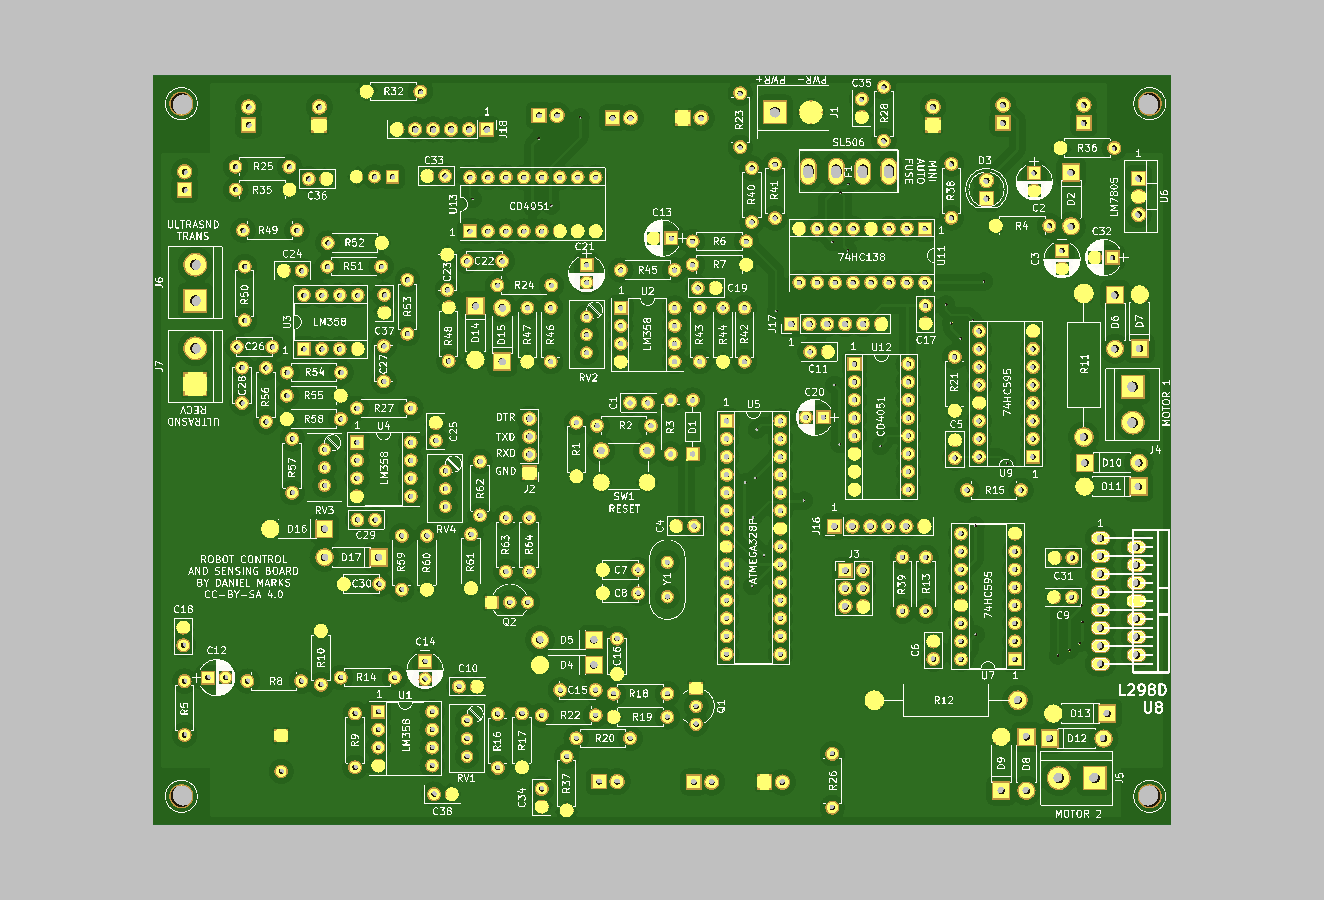 PWR+ PWR-
R32
C35
1
J18
R23
J1
R28
SL506
R36
1
R25
C33
F1
MINI
AUTO
FUSE
D3
R35
C36
R40
R41
R38
C2
D2
LM7805
U6
U13
CD4051
C13
ULTRASND
TRANS
R49
R52
C21
R6
R4
C32
74HC138
U11
C3
J6
C24
R51
C23
C22
R45
R7
R50
R53
R24
U2
C19
U3
LM358
C37
R48
D14
D15
R47
R46
LM358
R43
R44
R42
J17
1
C17
D6
D7
J7
C26
1
C27
RV2
C11
U12
R21
74HC595
R11
R54
C28
R56
R55
R58
R27
C20
CD4051
MOTOR 1
RECV
ULTRASND
C1
U5
1
R3
D1
U4
1
C25
DTR
TXD
RXD
GND
R1
R2
C5
J4
R57
LM358
R62
J2
SW1
RESET
U9
1
D10
D11
R15
RV3
RV4
C29
D16
R63
R64
C4
ATMEGA328P
1
J16
1
D17
R59
R60
R61
J3
ROBOT CONTROL
AND SENSING BOARD
BY DANIEL MARKS
CC-BY-SA 4.0
C30
C7
C8
Y1
R39
R13
74HC595
C31
C9
C18
Q2
R10
C14
D5
D4
C16
C6
U7
1
C12
R8
R14
C10
C15
R18
R19
Q1
R12
L298D
U8
R5
U1
1
R9
LM358
RV1
R16
R17
R22
R20
D13
D12
R37
R26
D9
D8
J5
C34
C38
MOTOR 2